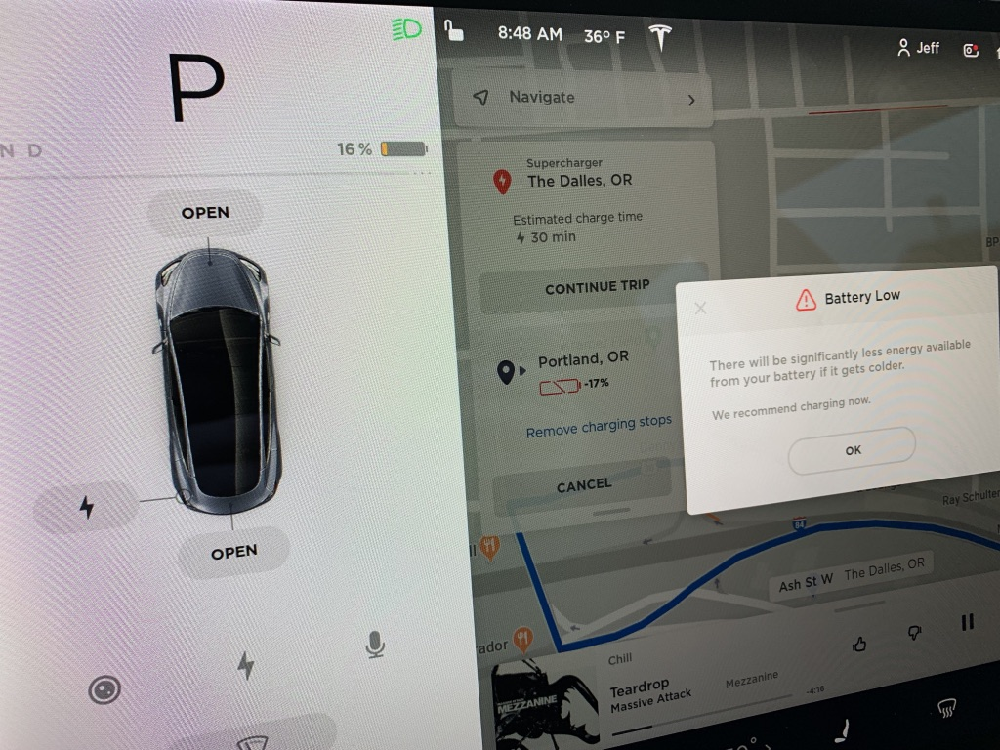 8:48 AM 36° F
Jeff
P
N D
16 %
OPEN
OPEN
Navigate
Supercharger
The Dalles, OR
Estimated charge time
30 min
CONTINUE TRIP
Portland, OR
-17%
Remove charging stops
CANCEL
Battery Low
There will be significantly less energy available
from your battery if it gets colder.
We recommend charging now.
OK
BP
Ray Schulten
84
Ash St W The Dalles, OR
ador
Chill
Teardrop
Massive Attack
Mezzanine
-4:16
MEZZANINE